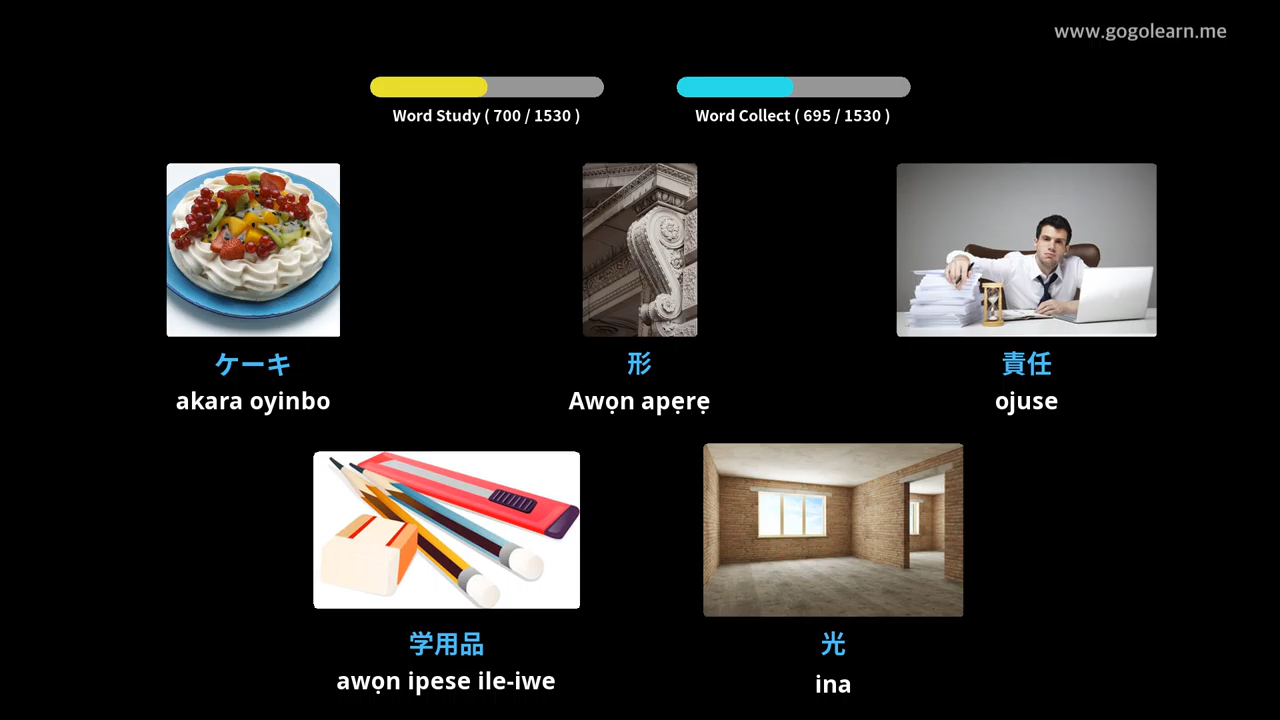 www.gogolearn.me
Word Study ( 700 / 1530 )
Word Collect ( 695 / 1530 )
ケーキ
akara oyinbo
形
Awọn apẹrẹ
責任
ojuse
学用品
awọn ipese ile-iwe
光
ina